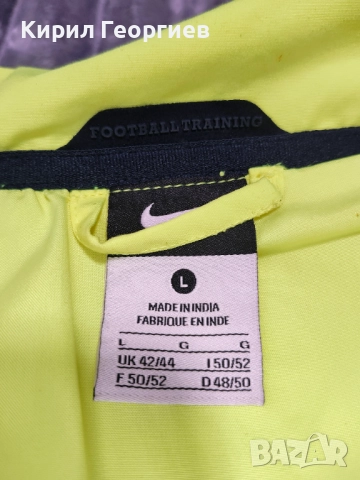 Кирил Георгиев
FOOTBALL TRAINING
L
MADE IN INDIA
FABRIQUE EN INDE
L G G
UK 42/44 I 50/52
F 50/52 D 48/50
BAZAR